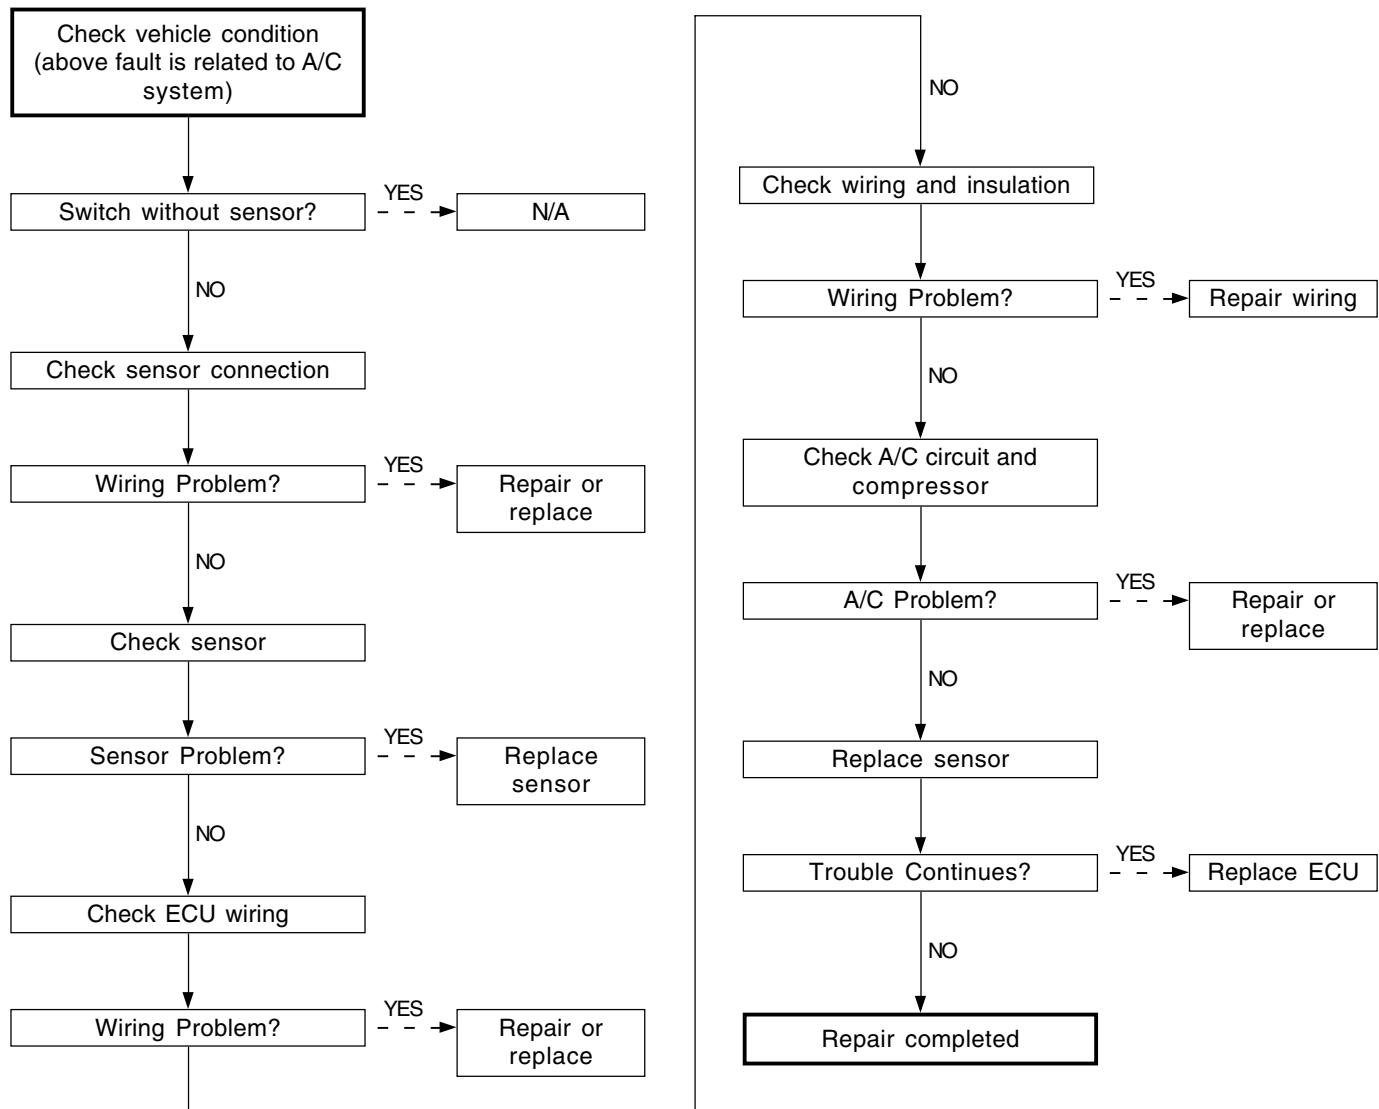 Check vehicle condition
(above fault is related to A/C
system)
Switch without sensor?
YES
N/A
NO
Check sensor connection
Wiring Problem?
YES
Repair or
replace
NO
Check sensor
Sensor Problem?
YES
Replace
sensor
NO
Check ECU wiring
Wiring Problem?
YES
Repair or
replace
NO
Check wiring and insulation
Wiring Problem?
YES
Repair wiring
NO
Check A/C circuit and
compressor
A/C Problem?
YES
Repair or
replace
NO
Replace sensor
Trouble Continues?
YES
Replace ECU
NO
Repair completed